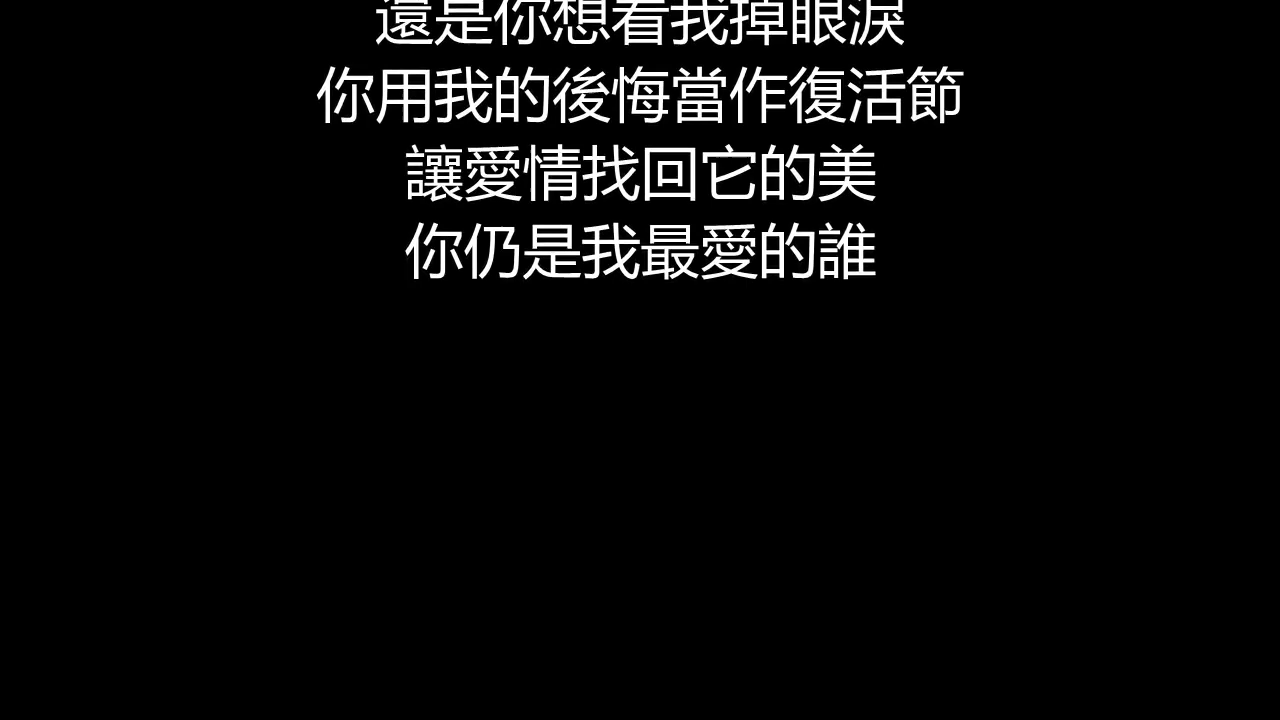 還是你想看我掉眼淚
你用我的後悔當作復活節
讓愛情找回它的美
你仍是我最愛的誰